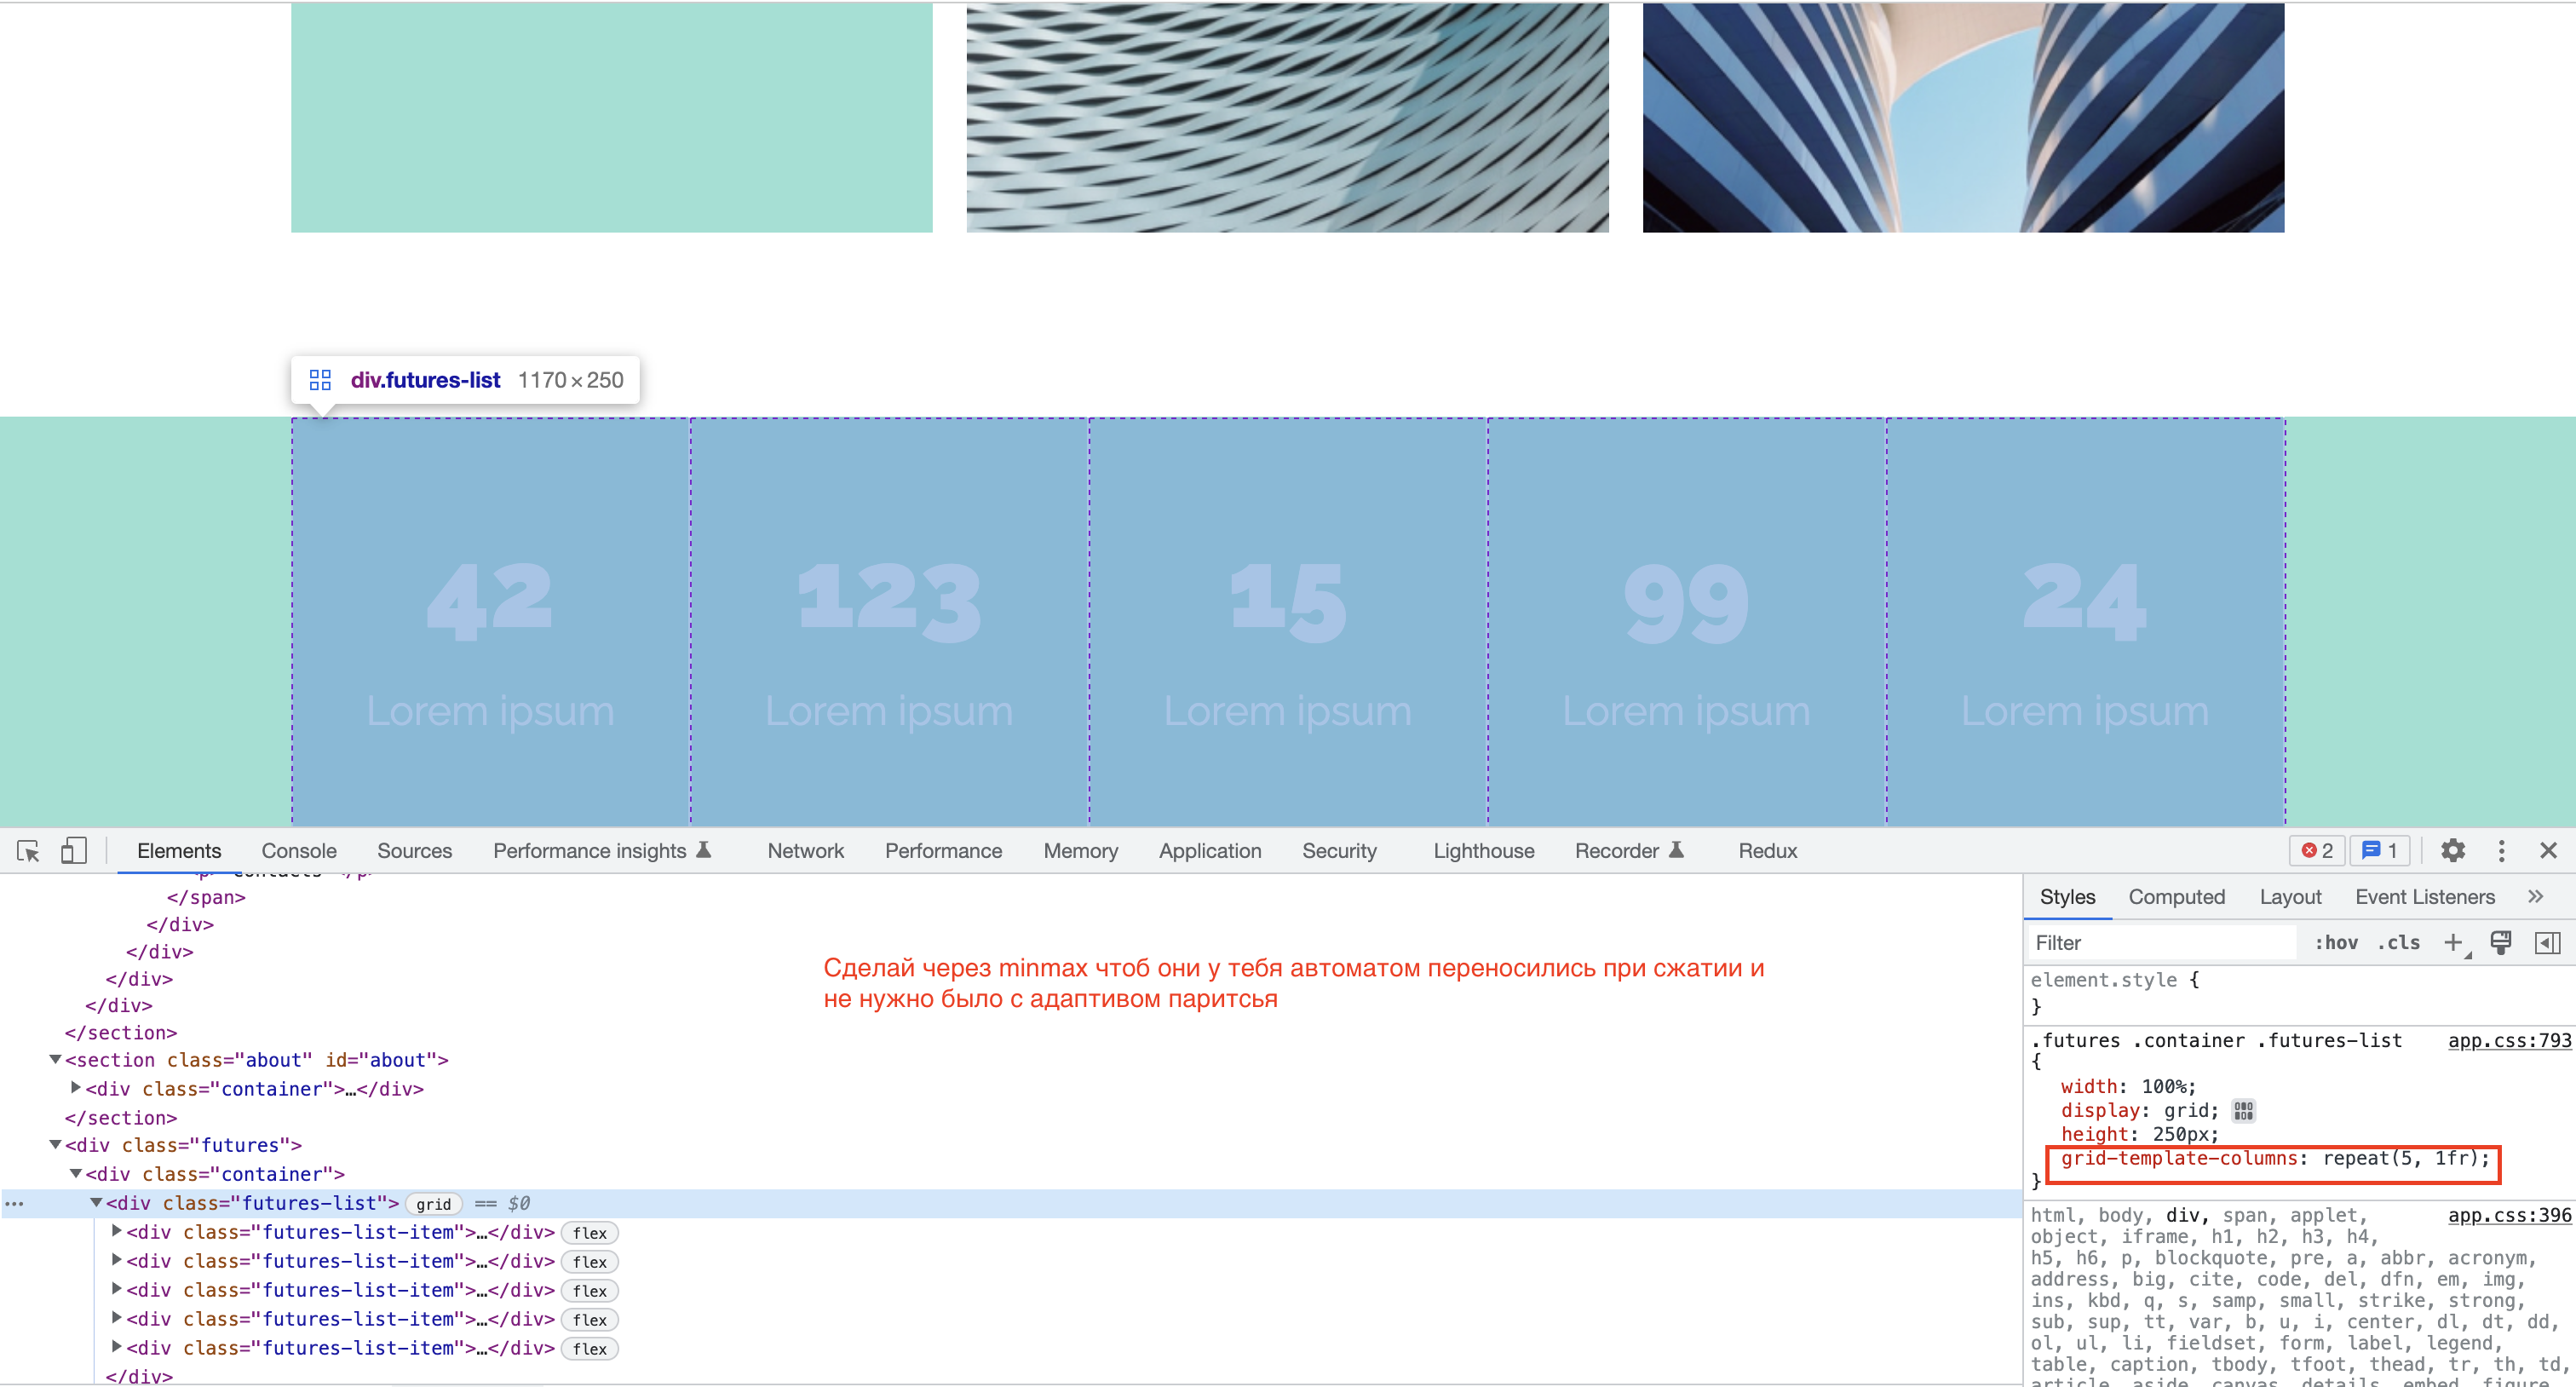 div.futures-list 1170×250
42 123 15 99 24
Lorem ipsum Lorem ipsum Lorem ipsum Lorem ipsum Lorem ipsum
Elements Console Sources Performance insights Network Performance Memory Application Security Lighthouse Recorder Redux 2 1
</span>
</div>
</div>
</div>
</div>
</section>
<section class="about" id="about">
<div class="container">…</div>
</section>
<div class="futures">
<div class="container">
<div class="futures-list"> grid == $0
<div class="futures-list-item">…</div> flex
<div class="futures-list-item">…</div> flex
<div class="futures-list-item">…</div> flex
<div class="futures-list-item">…</div> flex
<div class="futures-list-item">…</div> flex
</div>
Сделай через minmax чтоб они у тебя автоматом переносились при сжатии и
не нужно было с адаптивом паритсья
Styles Computed Layout Event Listeners »
Filter :hov .cls +
element.style {
}
.futures .container .futures-list app.css:793
{
width: 100%;
display: grid;
height: 250px;
grid-template-columns: repeat(5, 1fr);
}
html, body, div, span, applet, app.css:396
object, iframe, h1, h2, h3, h4,
h5, h6, p, blockquote, pre, a, abbr, acronym,
address, big, cite, code, del, dfn, em, img,
ins, kbd, q, s, samp, small, strike, strong,
sub, sup, tt, var, b, u, i, center, dl, dt, dd,
ol, ul, li, fieldset, form, label, legend,
table, caption, tbody, tfoot, thead, tr, th, td,
article, aside, canvas, details, embed, figure,